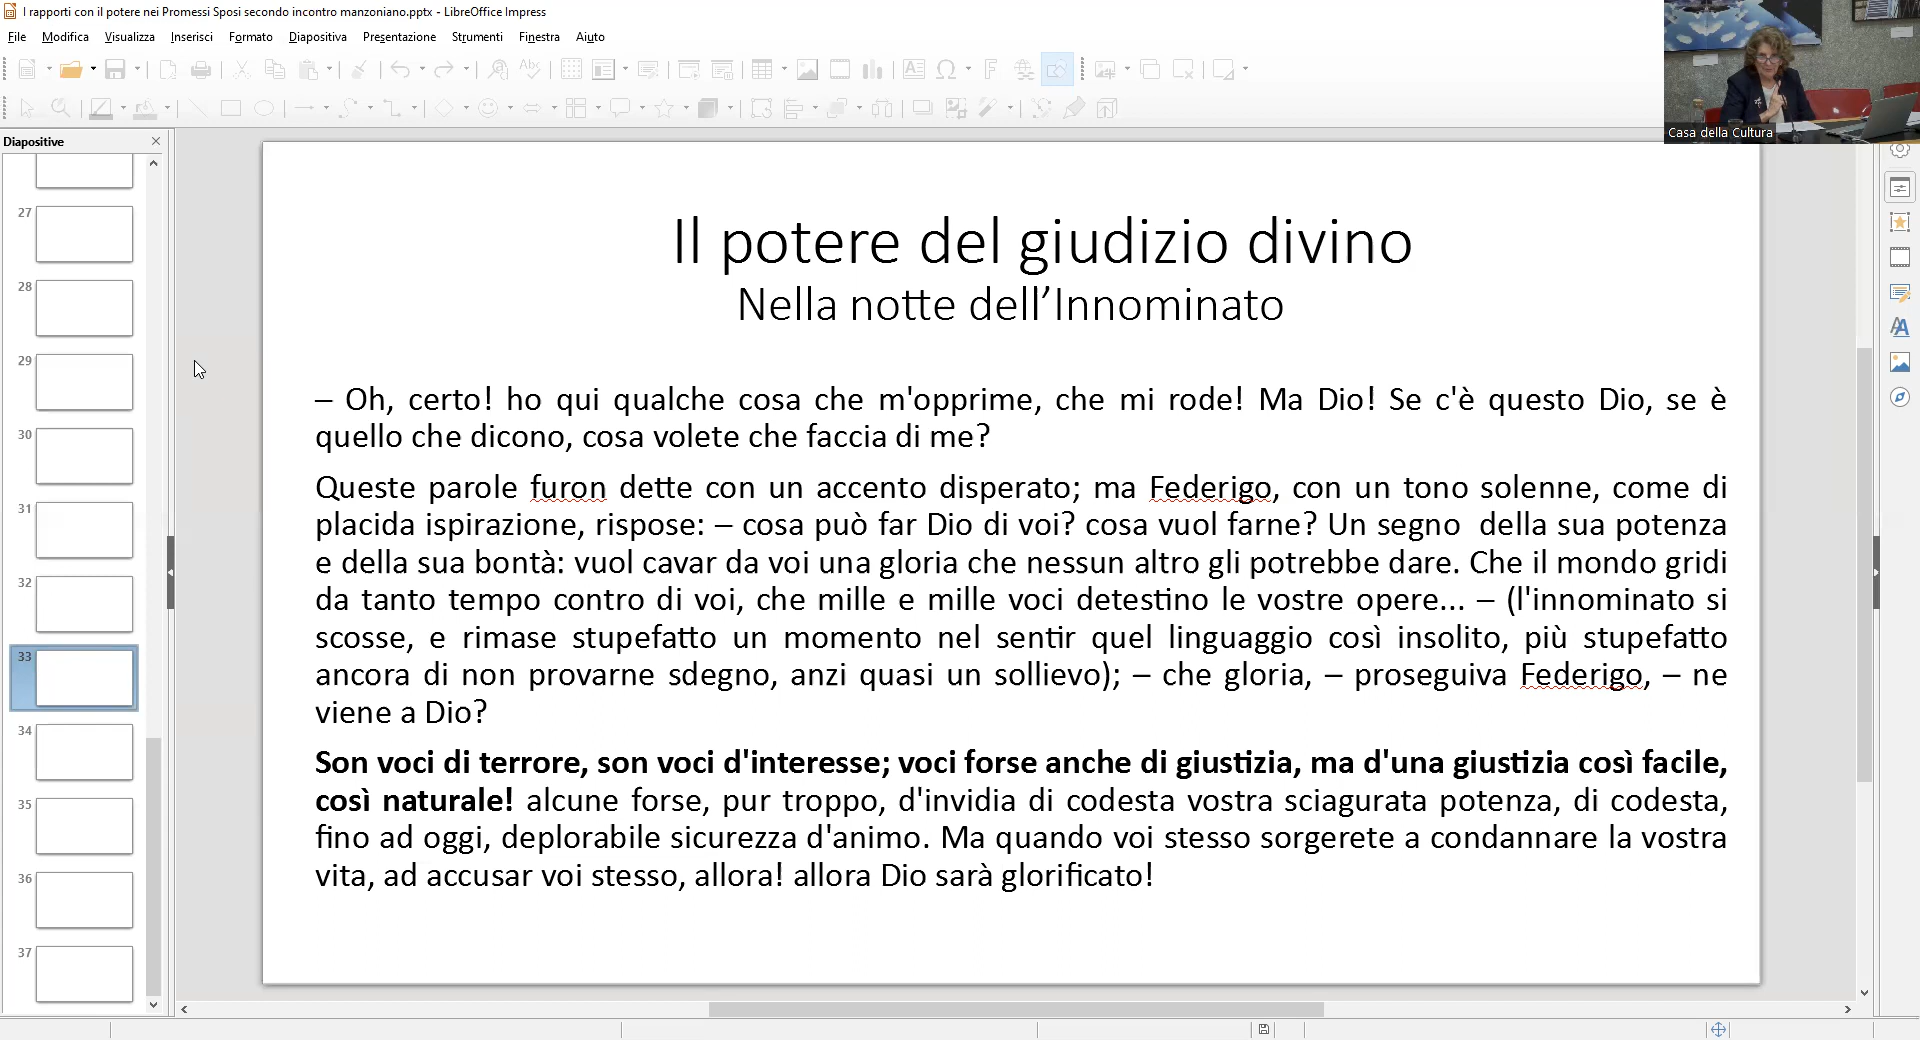 I rapporti con il potere nei Promessi Sposi secondo incontro manzoniano.pptx - LibreOffice Impress
File Modifica Visualizza Inserisci Formato Diapositiva Presentazione Strumenti Finestra Aiuto
Casa della Cultura
Diapositive
27
28
29
30
31
32
33
34
35
36
37
Il potere del giudizio divino
Nella notte dell’Innominato
– Oh, certo! ho qui qualche cosa che m'opprime, che mi rode! Ma Dio! Se c'è questo Dio, se è
quello che dicono, cosa volete che faccia di me?
Queste parole furon dette con un accento disperato; ma Federigo, con un tono solenne, come di
placida ispirazione, rispose: – cosa può far Dio di voi? cosa vuol farne? Un segno della sua potenza
e della sua bontà: vuol cavar da voi una gloria che nessun altro gli potrebbe dare. Che il mondo gridi
da tanto tempo contro di voi, che mille e mille voci detestino le vostre opere... – (l'innominato si
scosse, e rimase stupefatto un momento nel sentir quel linguaggio così insolito, più stupefatto
ancora di non provarne sdegno, anzi quasi un sollievo); – che gloria, – proseguiva Federigo, – ne
viene a Dio?
Son voci di terrore, son voci d'interesse; voci forse anche di giustizia, ma d'una giustizia così facile,
così naturale! alcune forse, pur troppo, d'invidia di codesta vostra sciagurata potenza, di codesta,
fino ad oggi, deplorabile sicurezza d'animo. Ma quando voi stesso sorgerete a condannare la vostra
vita, ad accusar voi stesso, allora! allora Dio sarà glorificato!